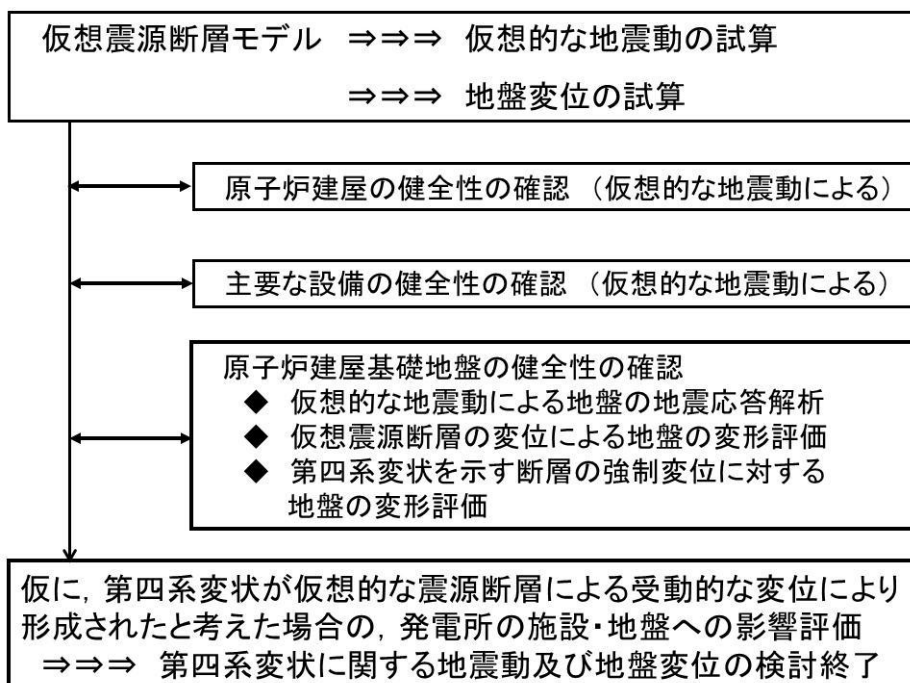 仮想震源断層モデル ⇒⇒⇒ 仮想的な地震動の試算
⇒⇒⇒ 地盤変位の試算
原子炉建屋の健全性の確認 （仮想的な地震動による）
主要な設備の健全性の確認 （仮想的な地震動による）
原子炉建屋基礎地盤の健全性の確認
◆ 仮想的な地震動による地盤の地震応答解析
◆ 仮想震源断層の変位による地盤の変形評価
◆ 第四系変状を示す断層の強制変位に対する
地盤の変形評価
仮に，第四系変状が仮想的な震源断層による受動的な変位により
形成されたと考えた場合の，発電所の施設・地盤への影響評価
⇒⇒⇒ 第四系変状に関する地震動及び地盤変位の検討終了